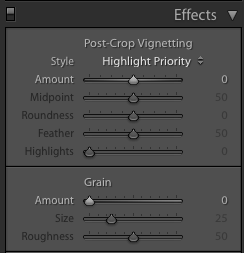 Effects
Post-Crop Vignetting
Style Highlight Priority
Amount 0
Midpoint 50
Roundness 0
Feather 50
Highlights 0
Grain
Amount 0
Size 25
Roughness 50